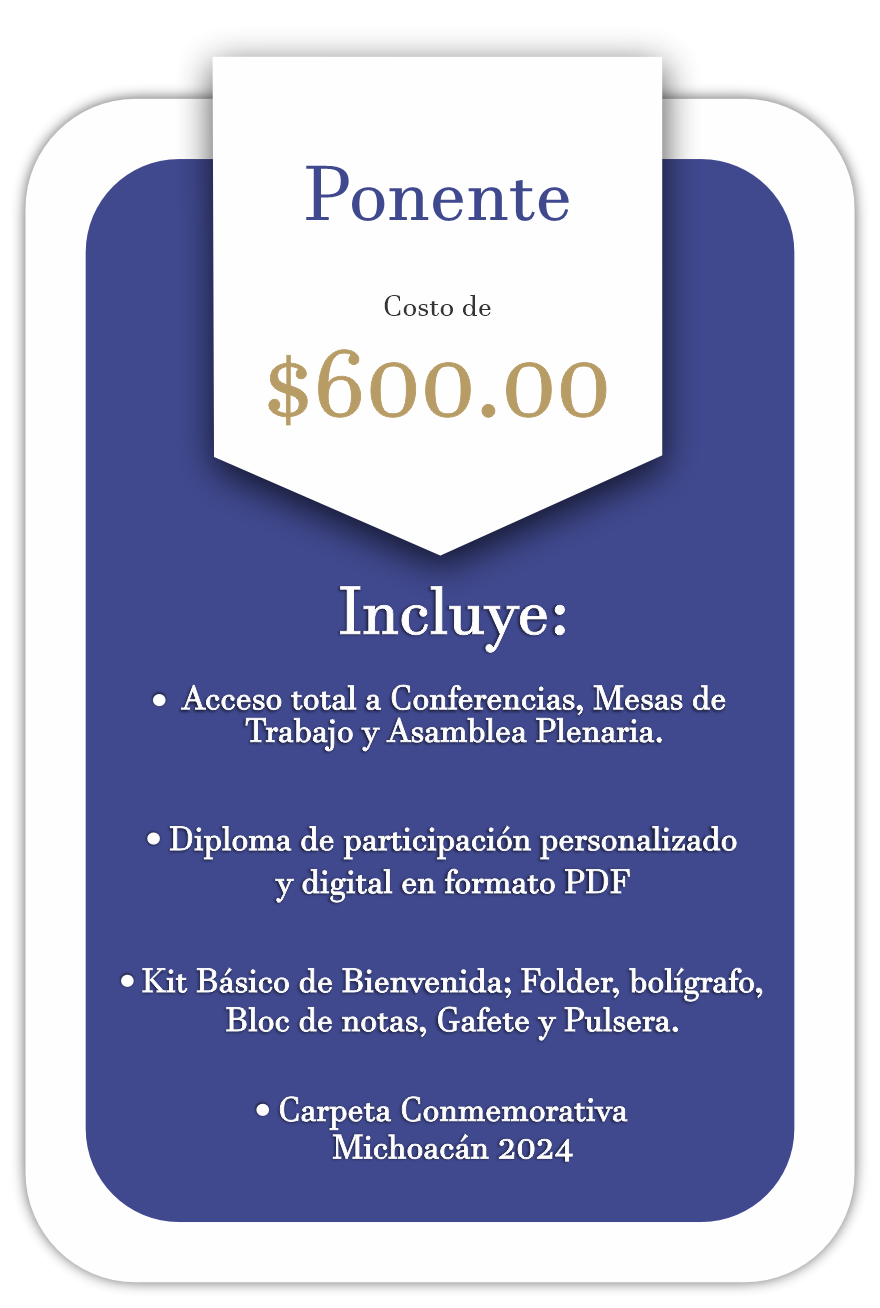 Ponente
Costo de
$600.00
Incluye:
• Acceso total a Conferencias, Mesas de
Trabajo y Asamblea Plenaria.
• Diploma de participación personalizado
y digital en formato PDF
• Kit Básico de Bienvenida; Folder, bolígrafo,
Bloc de notas, Gafete y Pulsera.
• Carpeta Conmemorativa
Michoacán 2024